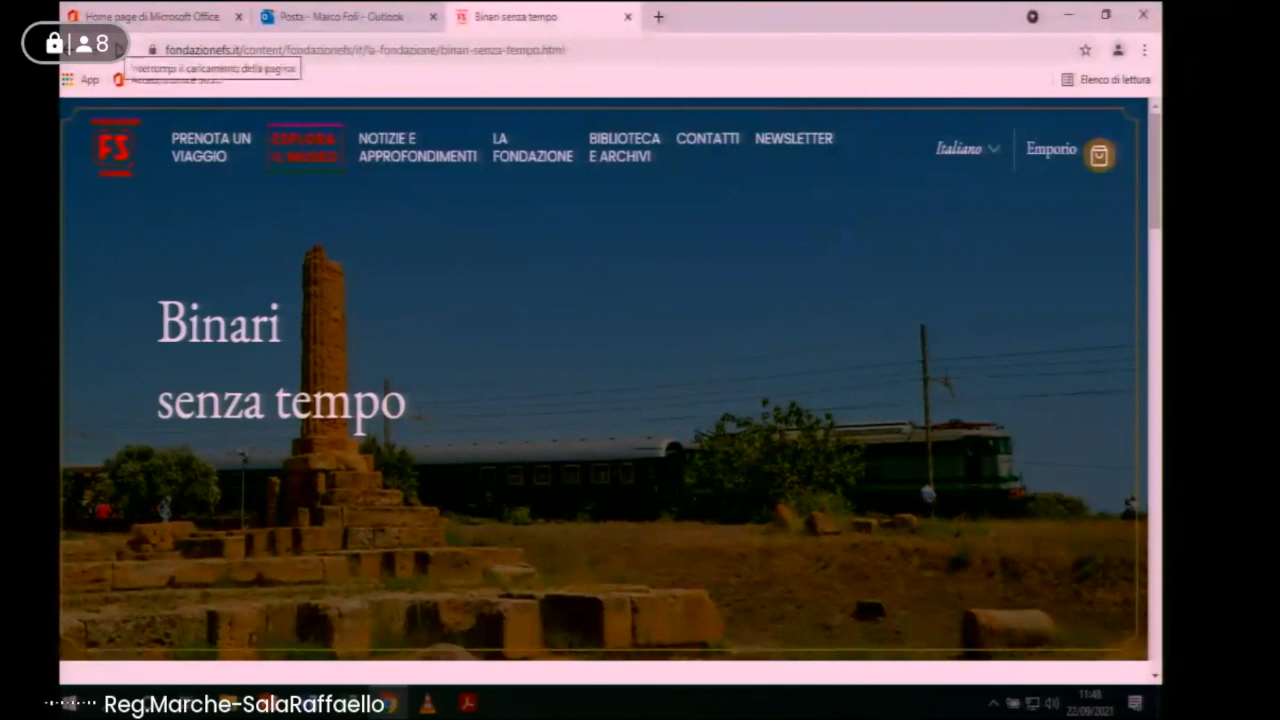 Home page di Microsoft Office
Posta - Marco Foli - Outlook
Binari senza tempo
8
fondazionefs.it/content/fondazionefs/it/la-fondazione/binari-senza-tempo.html
Interrompi il caricamento della pagina
App
Elenco di lettura
FS
PRENOTA UN
VIAGGIO
ESPLORA
IL MUSEO
NOTIZIE E
APPROFONDIMENTI
LA
FONDAZIONE
BIBLIOTECA
E ARCHIVI
CONTATTI
NEWSLETTER
Italiano
Emporio
Binari
senza tempo
Reg.Marche-SalaRaffaello
11:48
22/09/2021